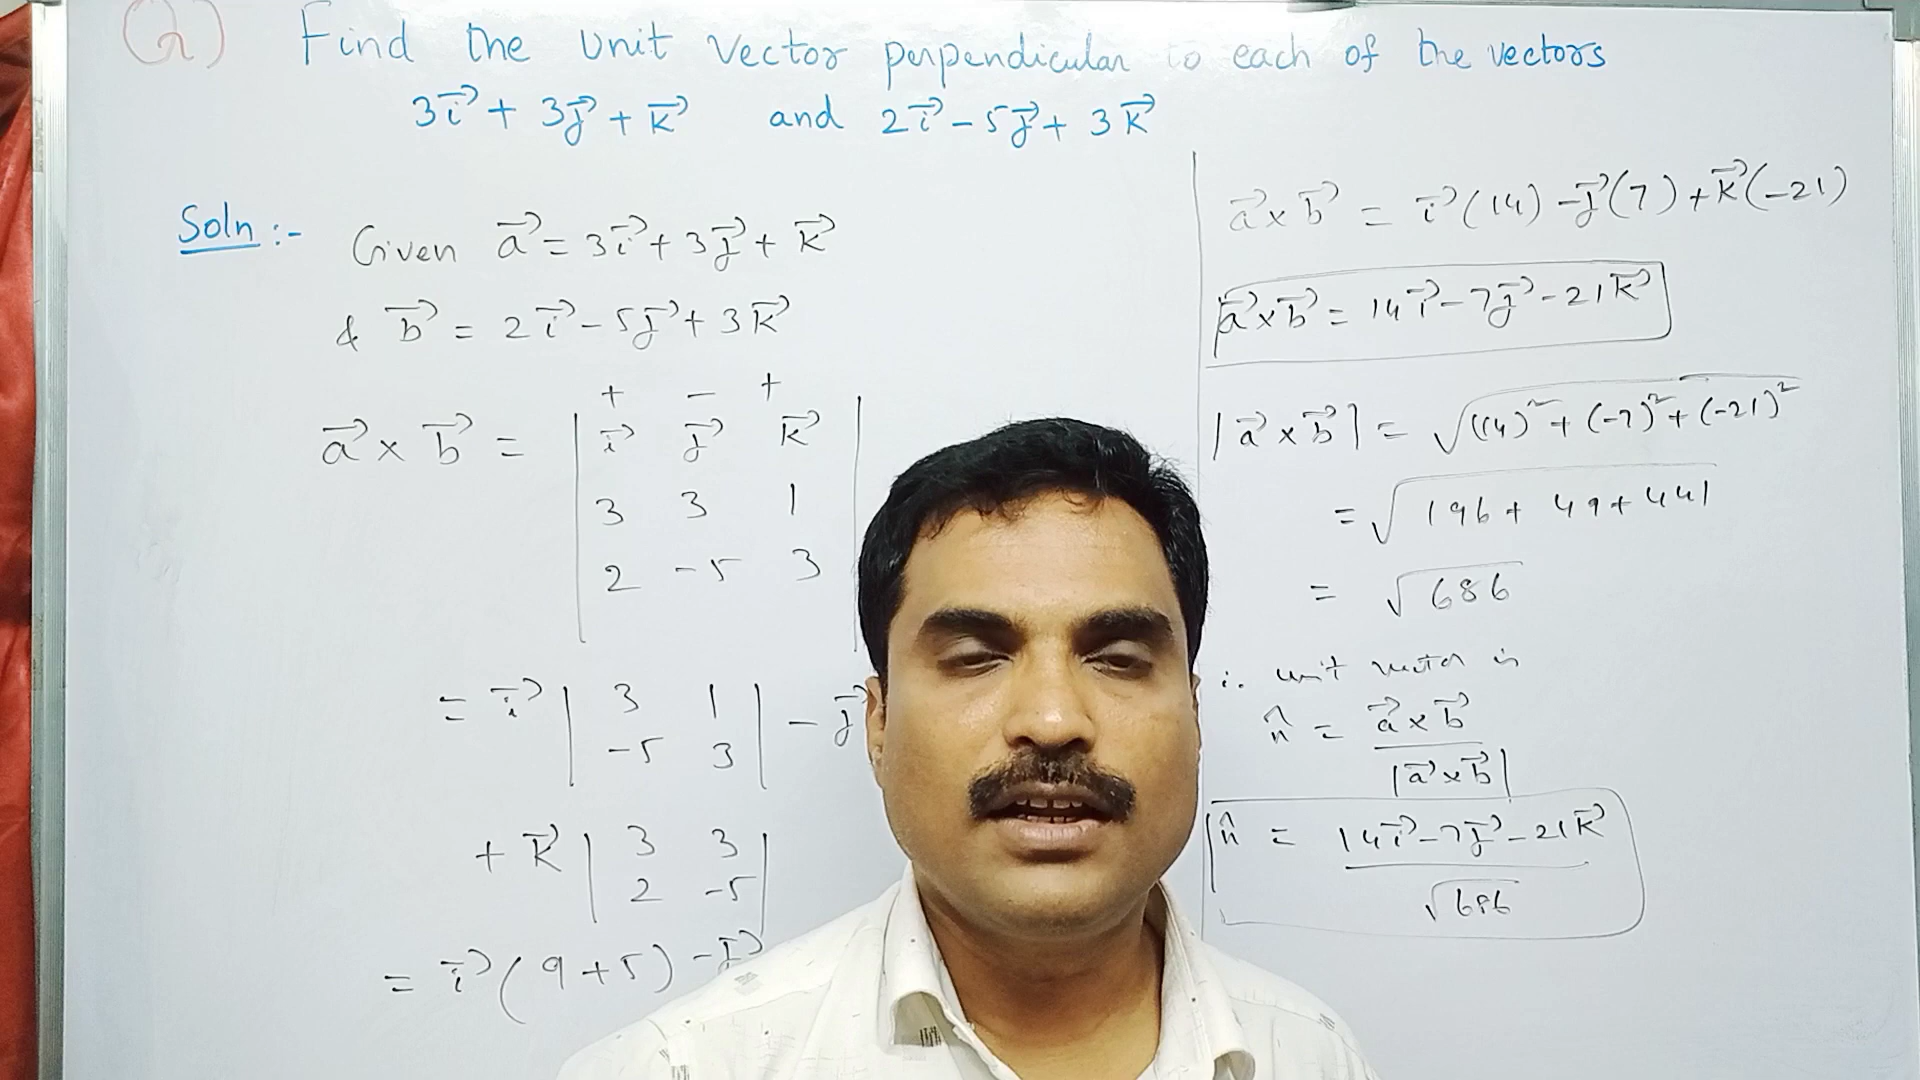 Q) Find the unit vector perpendicular to each of the vectors
3i⃗ + 3j⃗ + k⃗ and 2i⃗ - 5j⃗ + 3k⃗
Soln :- Given a⃗ = 3i⃗ + 3j⃗ + k⃗
& b⃗ = 2i⃗ - 5j⃗ + 3k⃗
+ - +
a⃗ x b⃗ = | i⃗ j⃗ k⃗ |
3 3 1
2 -5 3
= i⃗ | 3 1 | - j⃗
-5 3
+ k⃗ | 3 3 |
2 -5
= i⃗ (9+5) - j⃗
a⃗ x b⃗ = i⃗ (14) - j⃗ (7) + k⃗ (-21)
a⃗ x b⃗ = 14i⃗ - 7j⃗ - 21k⃗
|a⃗ x b⃗| = √(14)² + (-7)² + (-21)²
= √196 + 49 + 441
= √686
∴ unit vector is
n̂ = a⃗ x b⃗
|a⃗ x b⃗|
n̂ = 14i⃗ - 7j⃗ - 21k⃗
√686